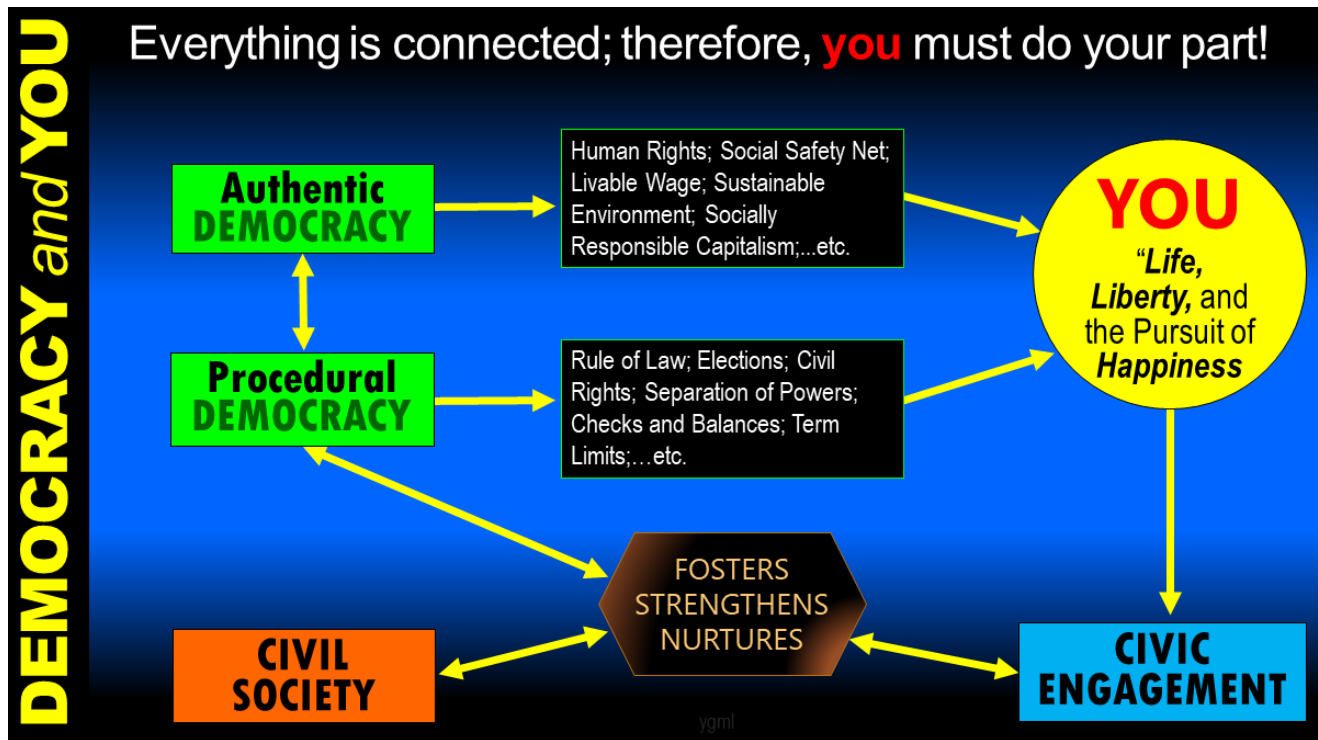 DEMOCRACY and YOU
Everything is connected; therefore, you must do your part!
Authentic
DEMOCRACY
Human Rights; Social Safety Net;
Livable Wage; Sustainable
Environment; Socially
Responsible Capitalism;...etc.
YOU
“Life,
Liberty, and
the Pursuit of
Happiness
Procedural
DEMOCRACY
Rule of Law; Elections; Civil
Rights; Separation of Powers;
Checks and Balances; Term
Limits;…etc.
FOSTERS
STRENGTHENS
NURTURES
CIVIL
SOCIETY
CIVIC
ENGAGEMENT
ygml